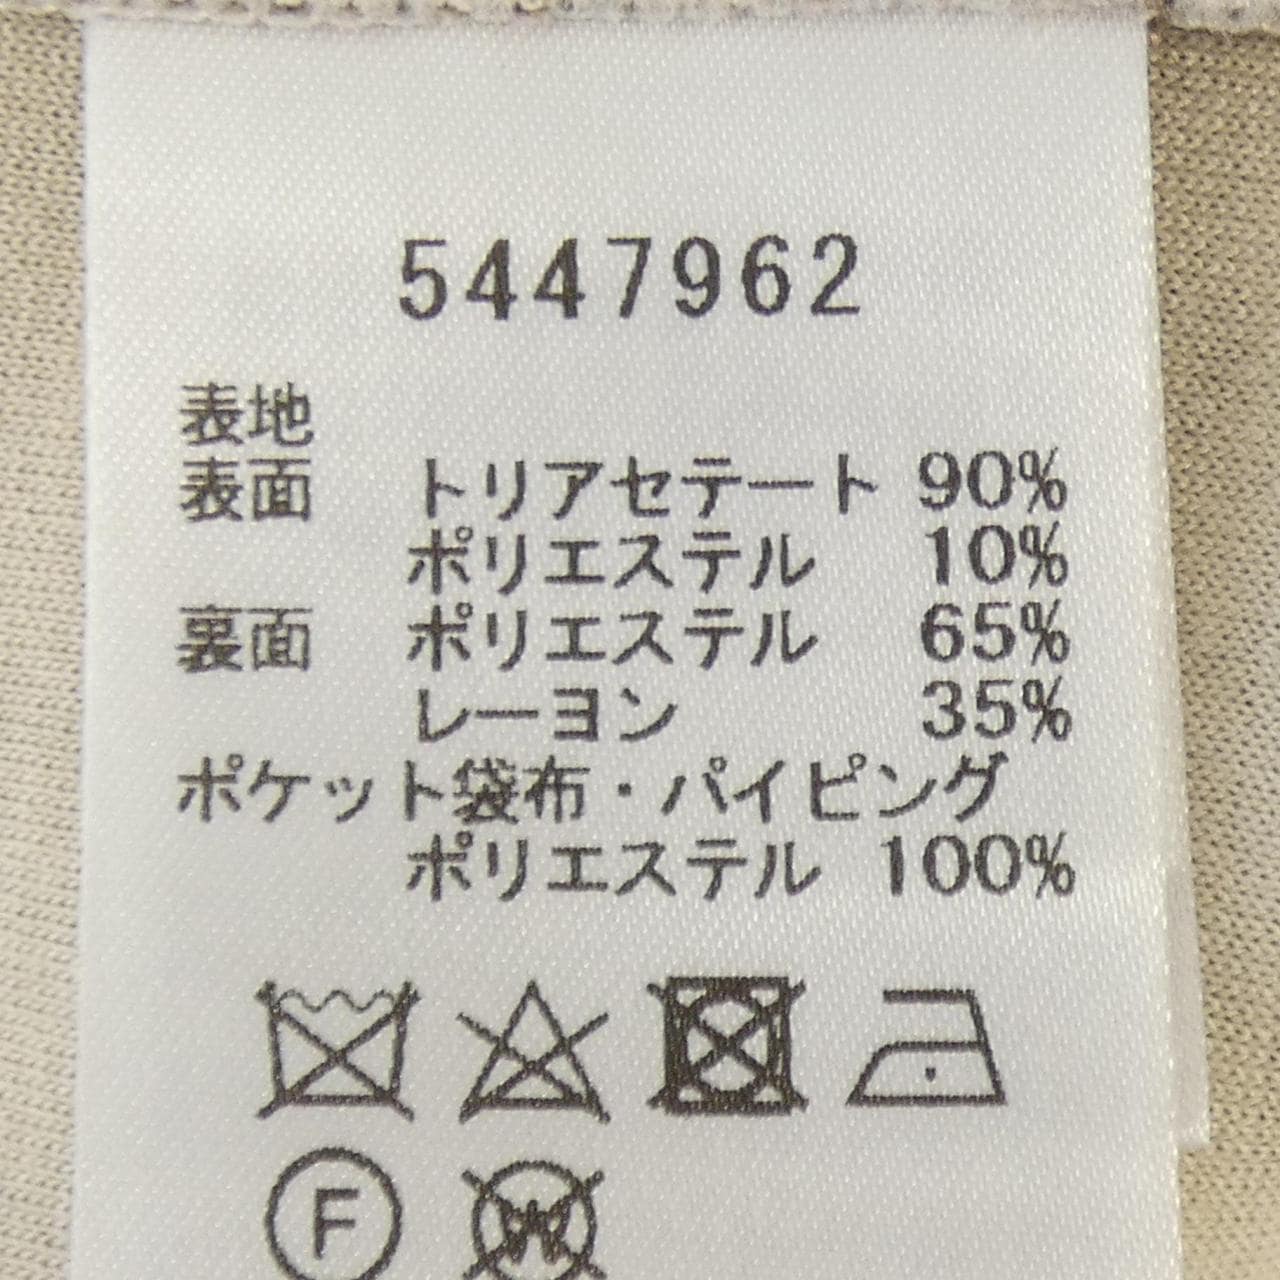 5447962
表地
表面 トリアセテート 90%
ポリエステル 10%
裏面 ポリエステル 65%
レーヨン 35%
ポケット袋布・パイピング
ポリエステル 100%
F
W